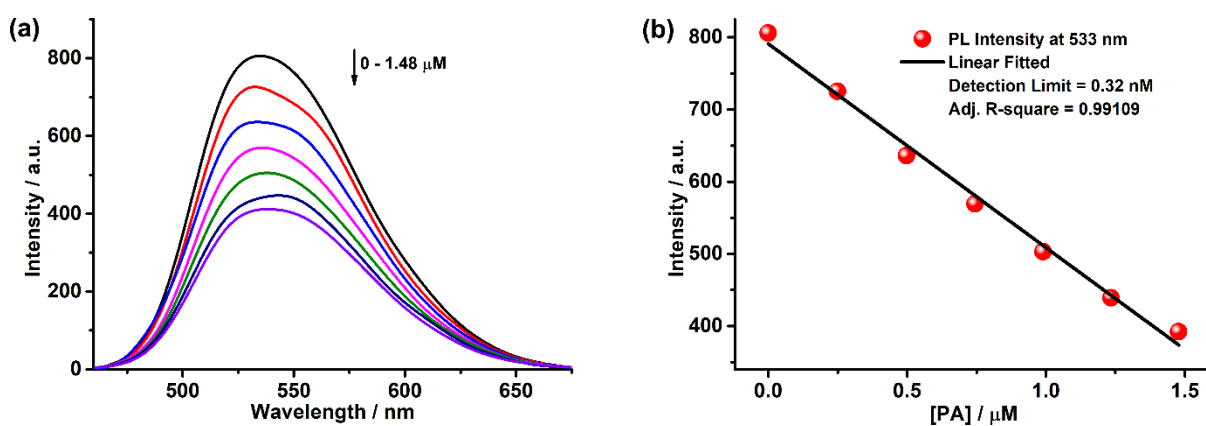 (a)
800
600
400
200
0
Intensity / a.u.
0 - 1.48 μM
500 550 600 650
Wavelength / nm
(b)
800
700
600
500
400
Intensity / a.u.
PL Intensity at 533 nm
Linear Fitted
Detection Limit = 0.32 nM
Adj. R-square = 0.99109
0.0 0.5 1.0 1.5
[PA] / μM